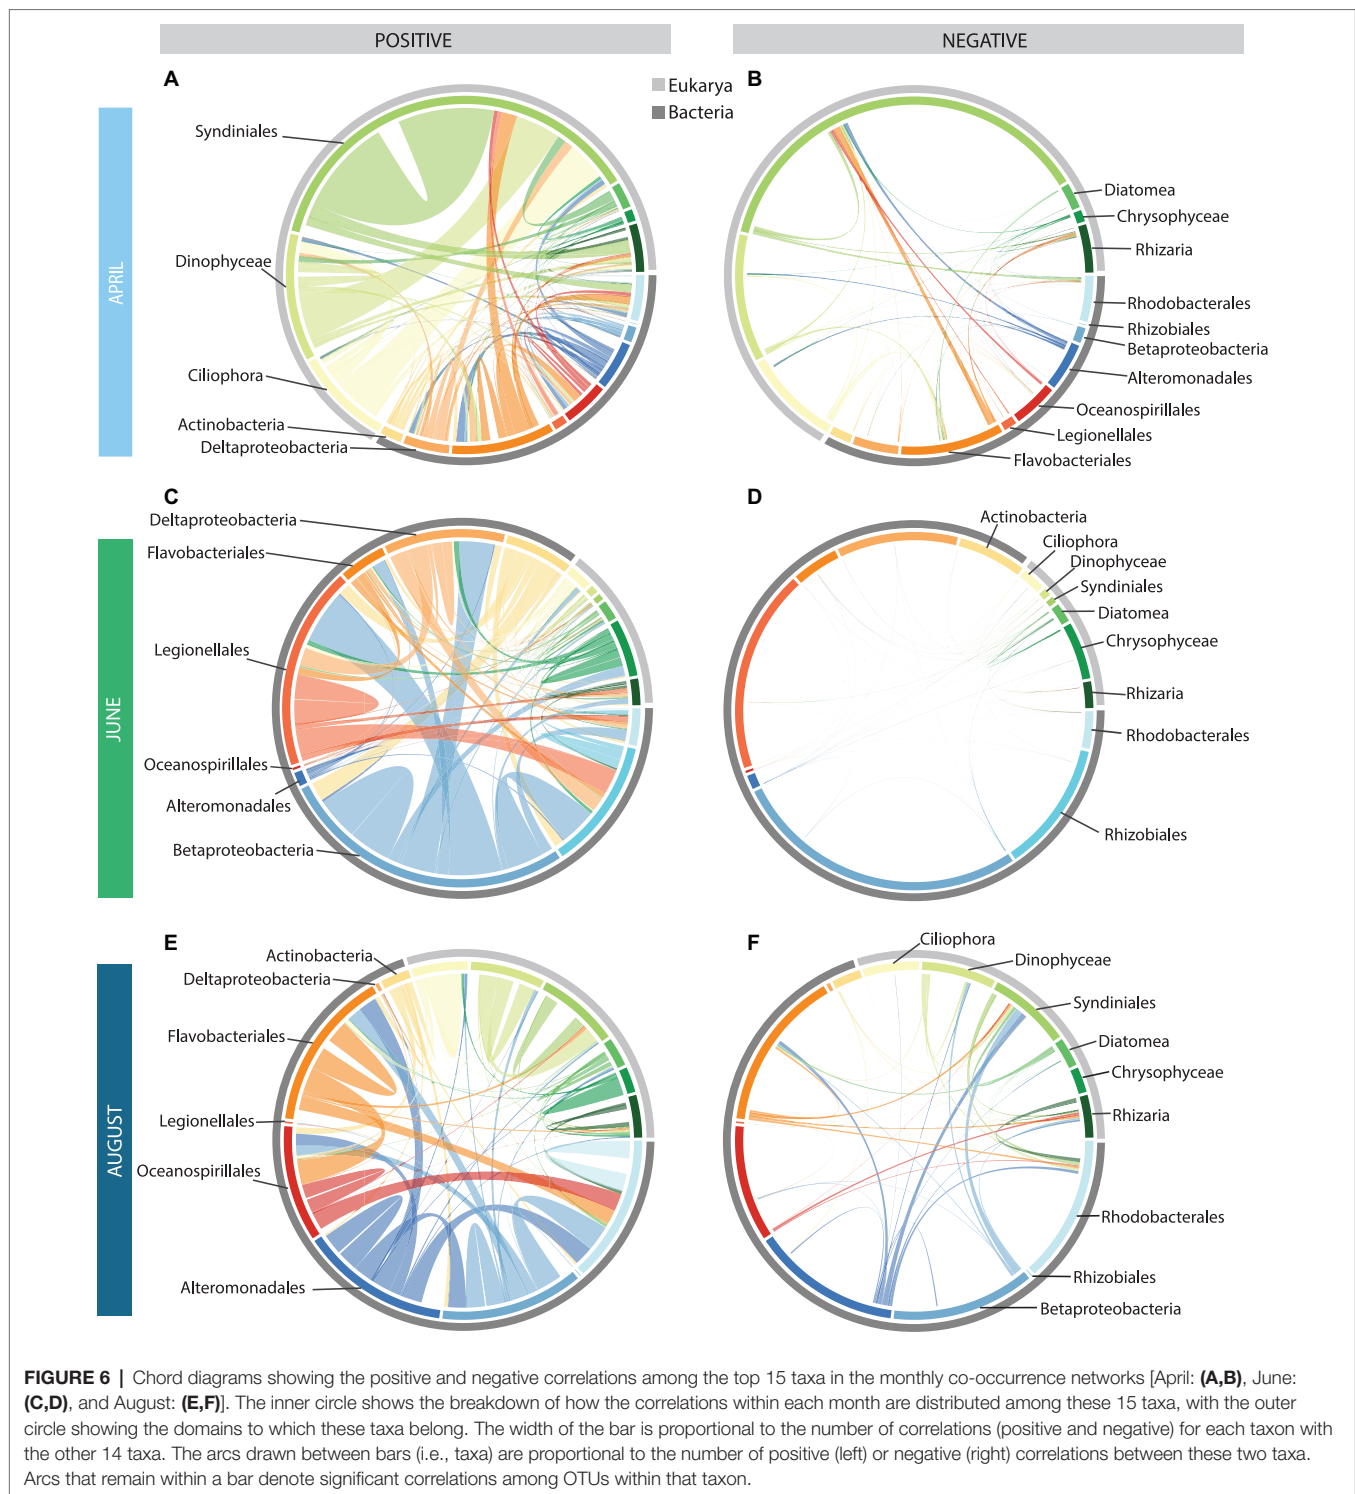 POSITIVE
NEGATIVE
A
B
Eukarya
Bacteria
APRIL
Syndiniales
Dinophyceae
Ciliophora
Actinobacteria
Deltaproteobacteria
Diatomea
Chrysophyceae
Rhizaria
Rhodobacterales
Rhizobiales
Betaproteobacteria
Alteromonadales
Oceanospirillales
Legionellales
Flavobacteriales
C
D
JUNE
Deltaproteobacteria
Flavobacteriales
Legionellales
Oceanospirillales
Alteromonadales
Betaproteobacteria
Actinobacteria
Ciliophora
Dinophyceae
Syndiniales
Diatomea
Chrysophyceae
Rhizaria
Rhodobacterales
Rhizobiales
E
F
AUGUST
Actinobacteria
Deltaproteobacteria
Flavobacteriales
Legionellales
Oceanospirillales
Alteromonadales
Ciliophora
Dinophyceae
Syndiniales
Diatomea
Chrysophyceae
Rhizaria
Rhodobacterales
Rhizobiales
Betaproteobacteria
FIGURE 6 | Chord diagrams showing the positive and negative correlations among the top 15 taxa in the monthly co-occurrence networks [April: (A,B), June:
(C,D), and August: (E,F)]. The inner circle shows the breakdown of how the correlations within each month are distributed among these 15 taxa, with the outer
circle showing the domains to which these taxa belong. The width of the bar is proportional to the number of correlations (positive and negative) for each taxon with
the other 14 taxa. The arcs drawn between bars (i.e., taxa) are proportional to the number of positive (left) or negative (right) correlations between these two taxa.
Arcs that remain within a bar denote significant correlations among OTUs within that taxon.